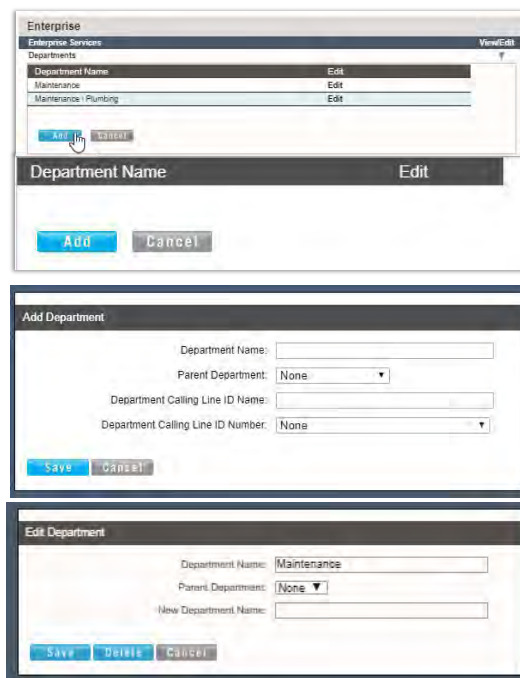 Enterprise
Enterprise Services View/Edit
Departments
Department Name Edit
Maintenance Edit
Maintenance \ Plumbing Edit
Add Cancel
Department Name Edit
Add Cancel
Add Department
Department Name:
Parent Department: None
Department Calling Line ID Name:
Department Calling Line ID Number: None
Save Cancel
Edit Department
Department Name: Maintenance
Parent Department: None
New Department Name:
Save Delete Cancel